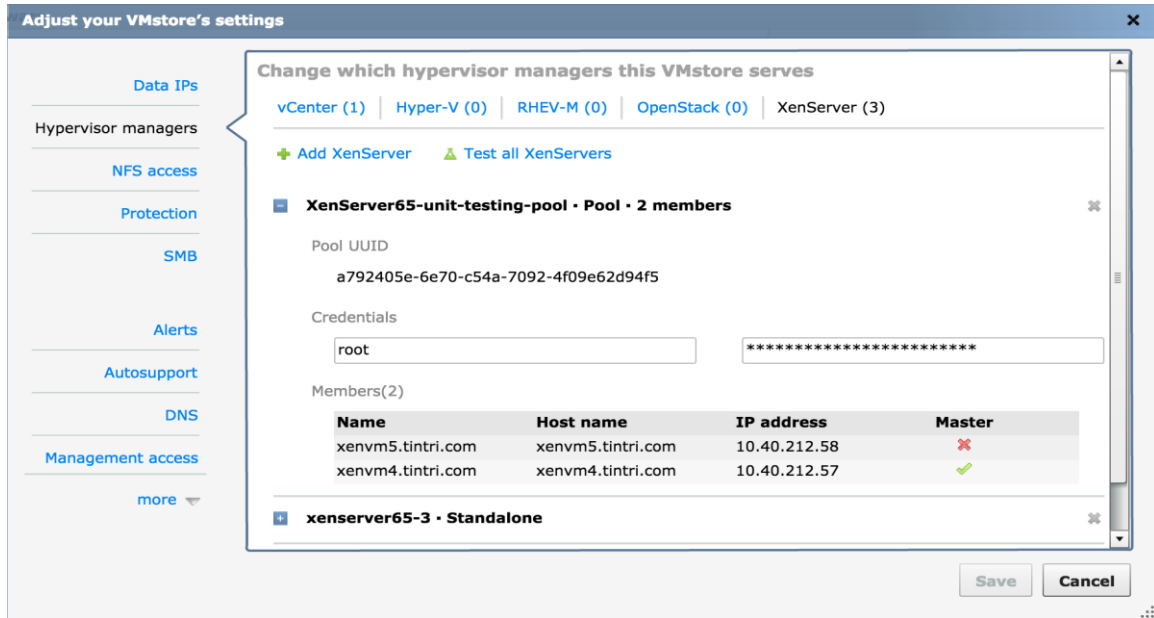 Adjust your VMstore's settings
Data IPs
Hypervisor managers
NFS access
Protection
SMB
Alerts
Autosupport
DNS
Management access
more
Change which hypervisor managers this VMstore serves
vCenter (1) Hyper-V (0) RHEV-M (0) OpenStack (0) XenServer (3)
Add XenServer Test all XenServers
XenServer65-unit-testing-pool · Pool · 2 members
Pool UUID
a792405e-6e70-c54a-7092-4f09e62d94f5
Credentials
root ************************
Members(2)
Name Host name IP address Master
xenvm5.tintri.com xenvm5.tintri.com 10.40.212.58
xenvm4.tintri.com xenvm4.tintri.com 10.40.212.57
xenserver65-3 · Standalone
Save Cancel